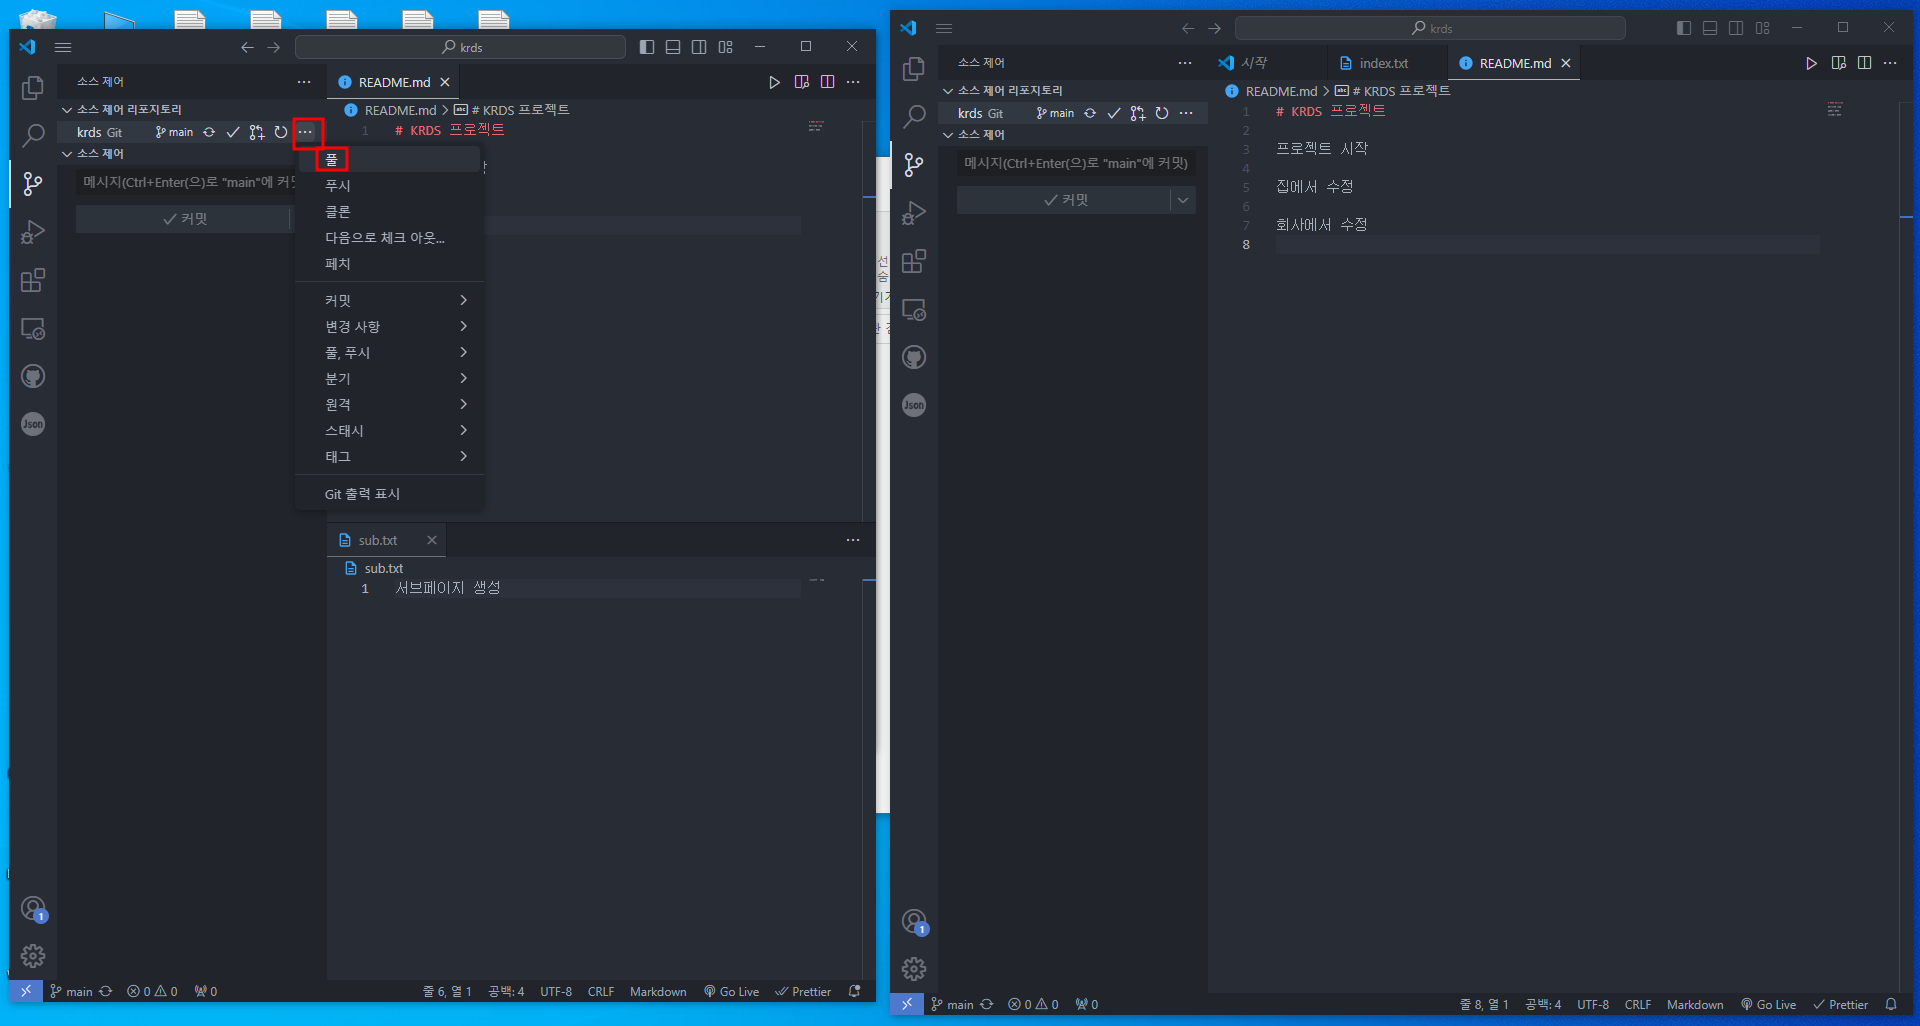 krds
소스 제어
README.md
소스 제어 리포지토리
README.md > # KRDS 프로젝트
krds Git main
1 # KRDS 프로젝트
소스 제어
메시지(Ctrl+Enter(으)로 "main"에 커밋
커밋
풀
푸시
클론
다음으로 체크 아웃...
페치
커밋
변경 사항
풀, 푸시
분기
원격
스태시
태그
Git 출력 표시
Json
sub.txt
sub.txt
1 서브페이지 생성
1
main 0 0 0
줄 6, 열 1 공백: 4 UTF-8 CRLF Markdown Go Live Prettier
선
숨
krds
소스 제어
시작 index.txt README.md
소스 제어 리포지토리
README.md > # KRDS 프로젝트
krds Git main
소스 제어
메시지(Ctrl+Enter(으)로 "main"에 커밋)
커밋
1 # KRDS 프로젝트
2
3 프로젝트 시작
4
5 집에서 수정
6
7 회사에서 수정
8
Json
1
main 0 0 0
줄 8, 열 1 공백: 4 UTF-8 CRLF Markdown Go Live Prettier